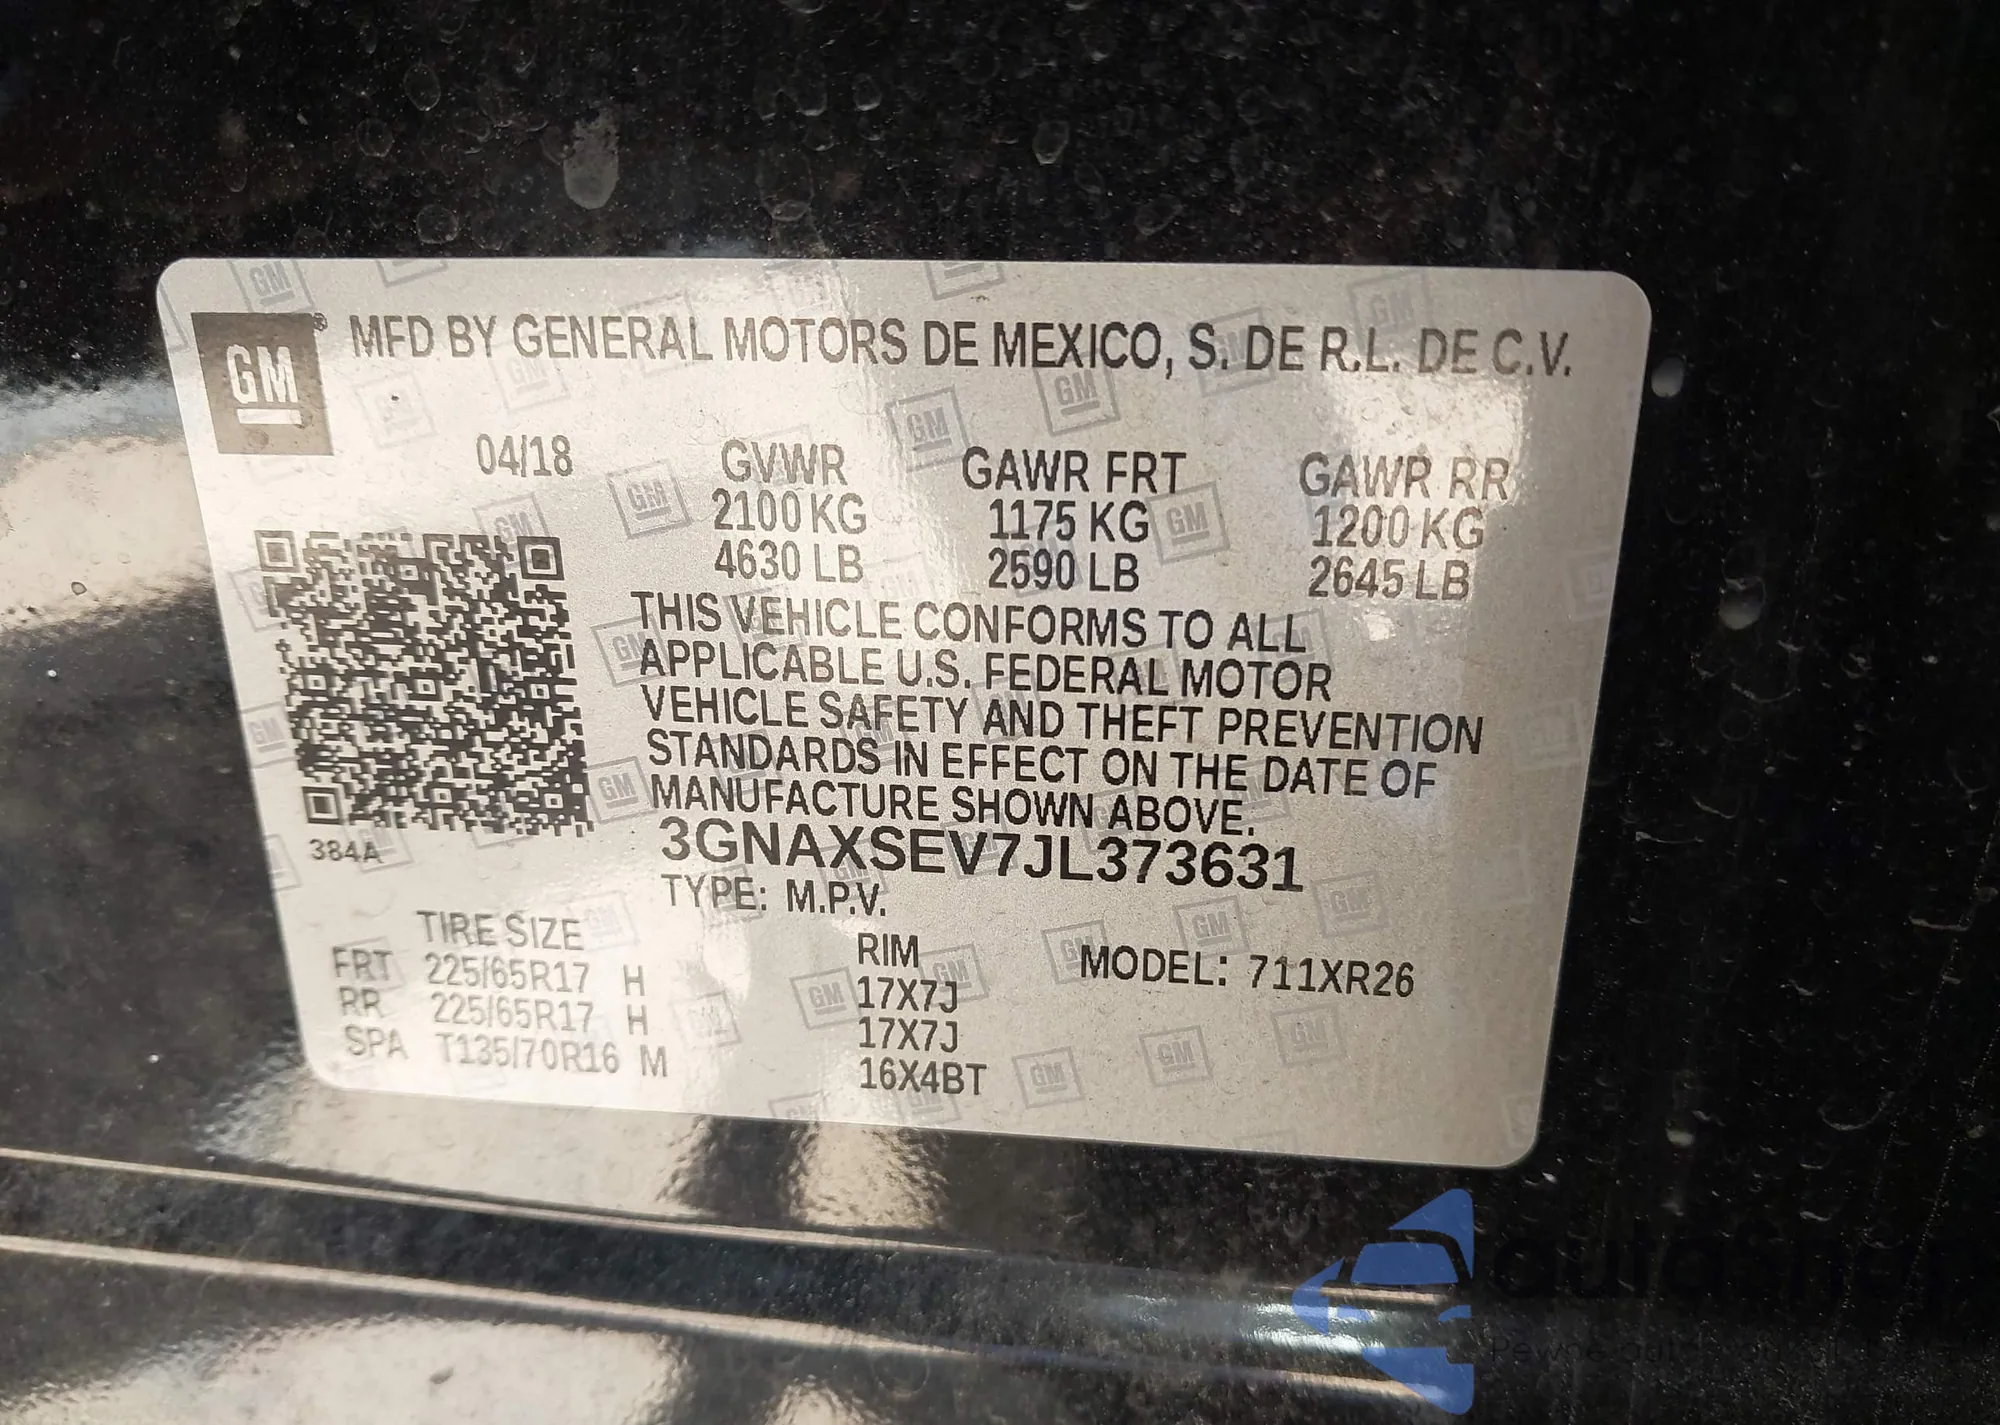 GM® MFD BY GENERAL MOTORS DE MEXICO, S. DE R.L. DE C.V.
04/18 GVWR GAWR FRT GAWR RR
2100 KG 1175 KG 1200 KG
4630 LB 2590 LB 2645 LB
THIS VEHICLE CONFORMS TO ALL
APPLICABLE U.S. FEDERAL MOTOR
VEHICLE SAFETY AND THEFT PREVENTION
STANDARDS IN EFFECT ON THE DATE OF
MANUFACTURE SHOWN ABOVE.
384A
3GNAXSEV7JL373631
TYPE: M.P.V.
TIRE SIZE RIM MODEL: 711XR26
FRT 225/65R17 H 17X7J
RR 225/65R17 H 17X7J
SPA T135/70R16 M 16X4BT